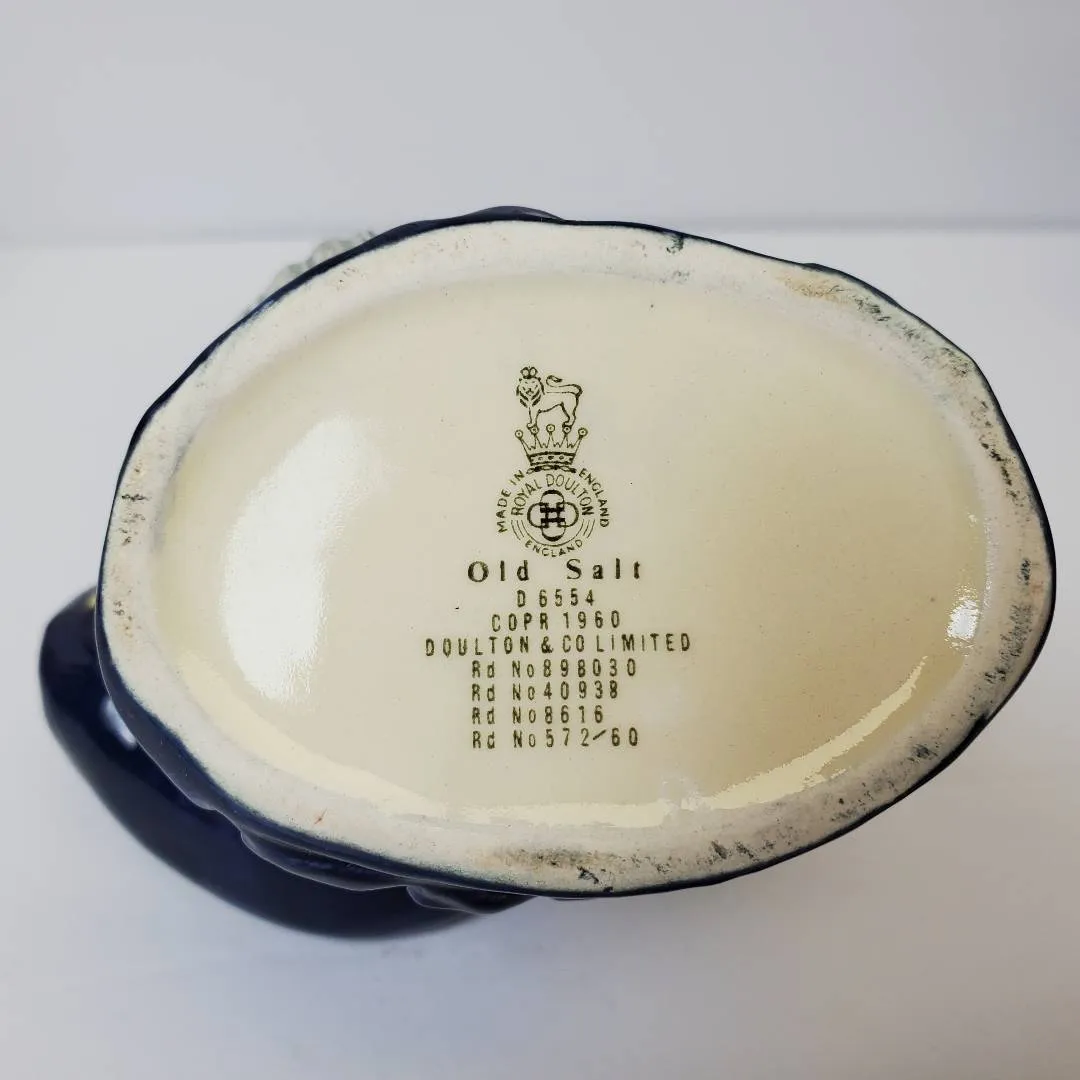 MADE IN ENGLAND
ROYAL DOULTON
ENGLAND
Old Salt
D 6554
COPR 1960
DOULTON & CO LIMITED
Rd No 898030
Rd No 40938
Rd No 8616
Rd No 572/60